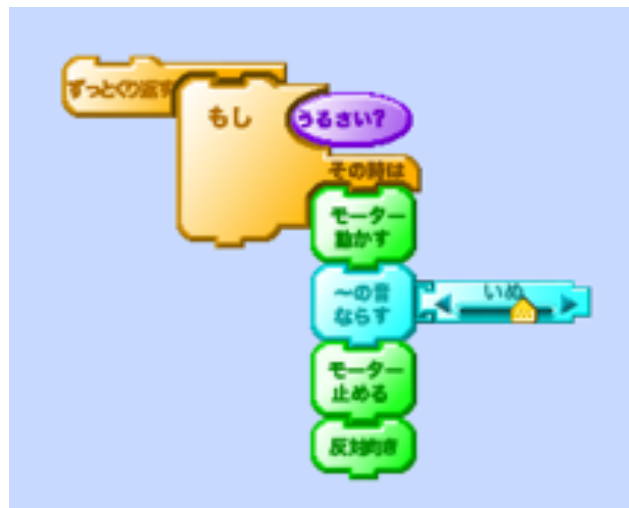 ずっとくり返す
もし
うるさい?
その時は
モーター
動かす
〜の音
ならす
いぬ
モーター
止める
反対向き